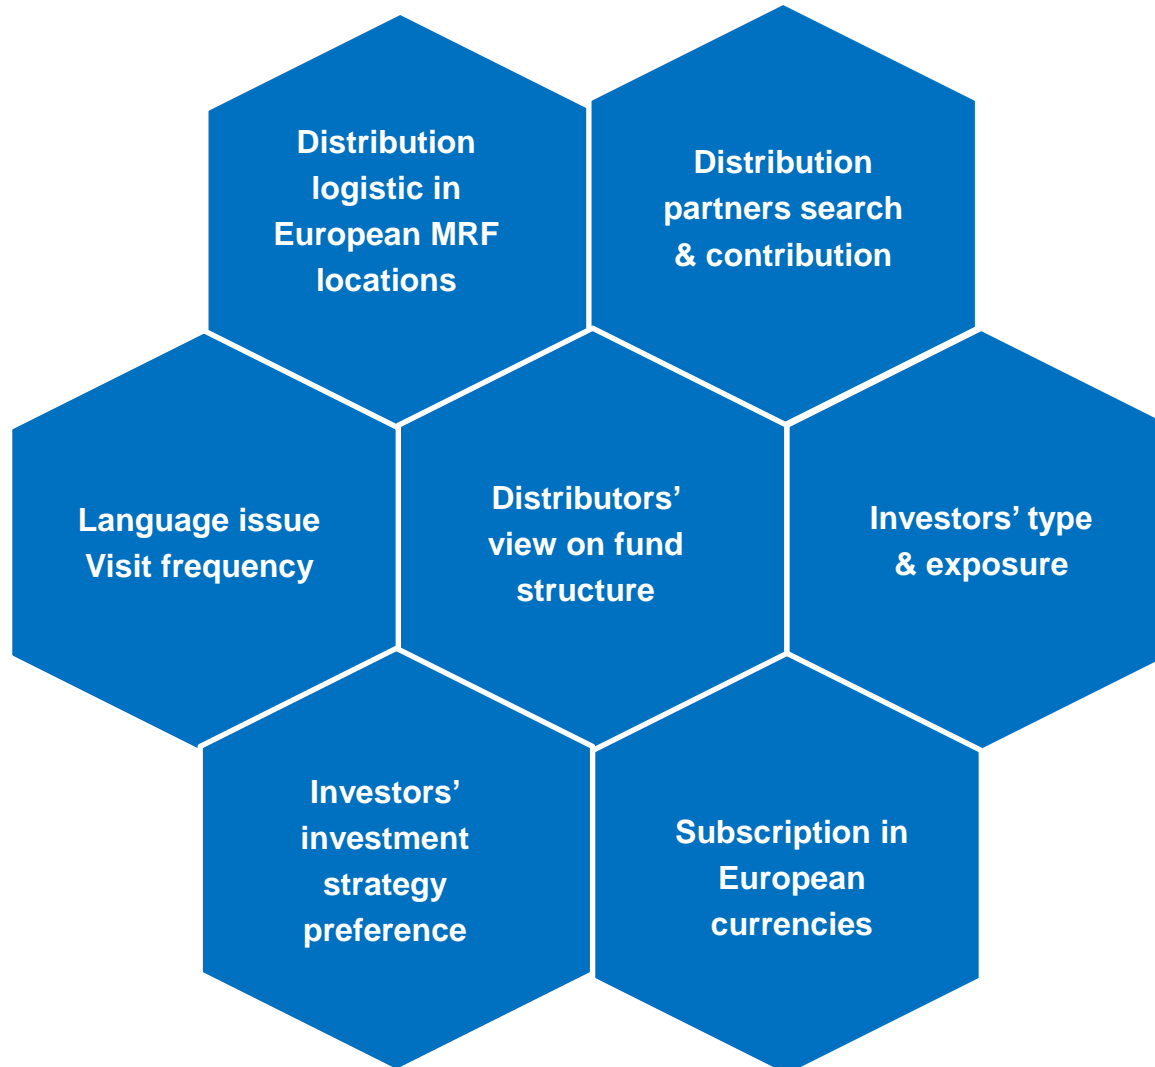 Distribution
logistic in
European MRF
locations
Distribution
partners search
& contribution
Language issue
Visit frequency
Distributors’
view on fund
structure
Investors’ type
& exposure
Investors’
investment
strategy
preference
Subscription in
European
currencies